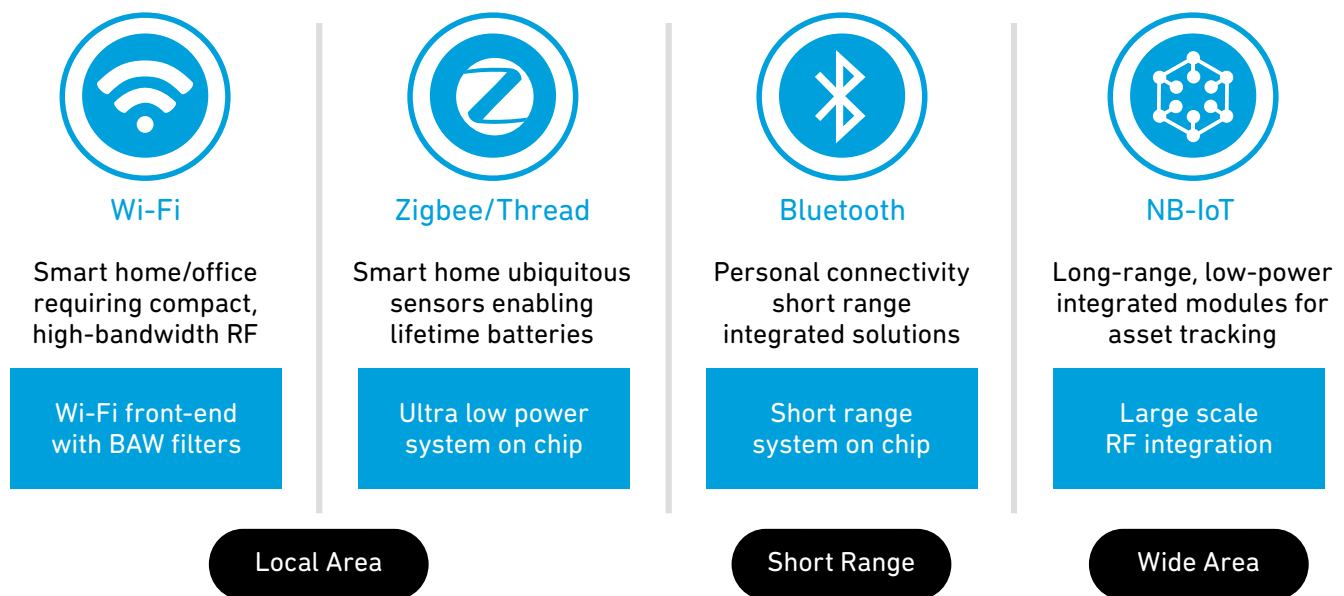 Wi-Fi
Smart home/office
requiring compact,
high-bandwidth RF
Wi-Fi front-end
with BAW filters
Zigbee/Thread
Smart home ubiquitous
sensors enabling
lifetime batteries
Ultra low power
system on chip
Local Area
Bluetooth
Personal connectivity
short range
integrated solutions
Short range
system on chip
Short Range
NB-IoT
Long-range, low-power
integrated modules for
asset tracking
Large scale
RF integration
Wide Area